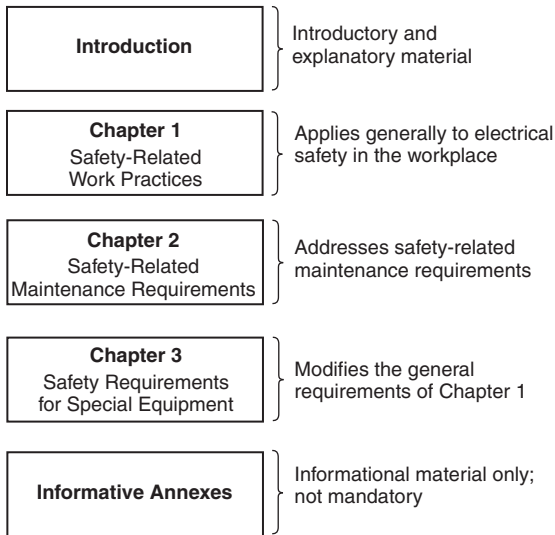 Introduction
Introductory and
explanatory material
Chapter 1
Safety-Related
Work Practices
Applies generally to electrical
safety in the workplace
Chapter 2
Safety-Related
Maintenance Requirements
Addresses safety-related
maintenance requirements
Chapter 3
Safety Requirements
for Special Equipment
Modifies the general
requirements of Chapter 1
Informative Annexes
Informational material only;
not mandatory